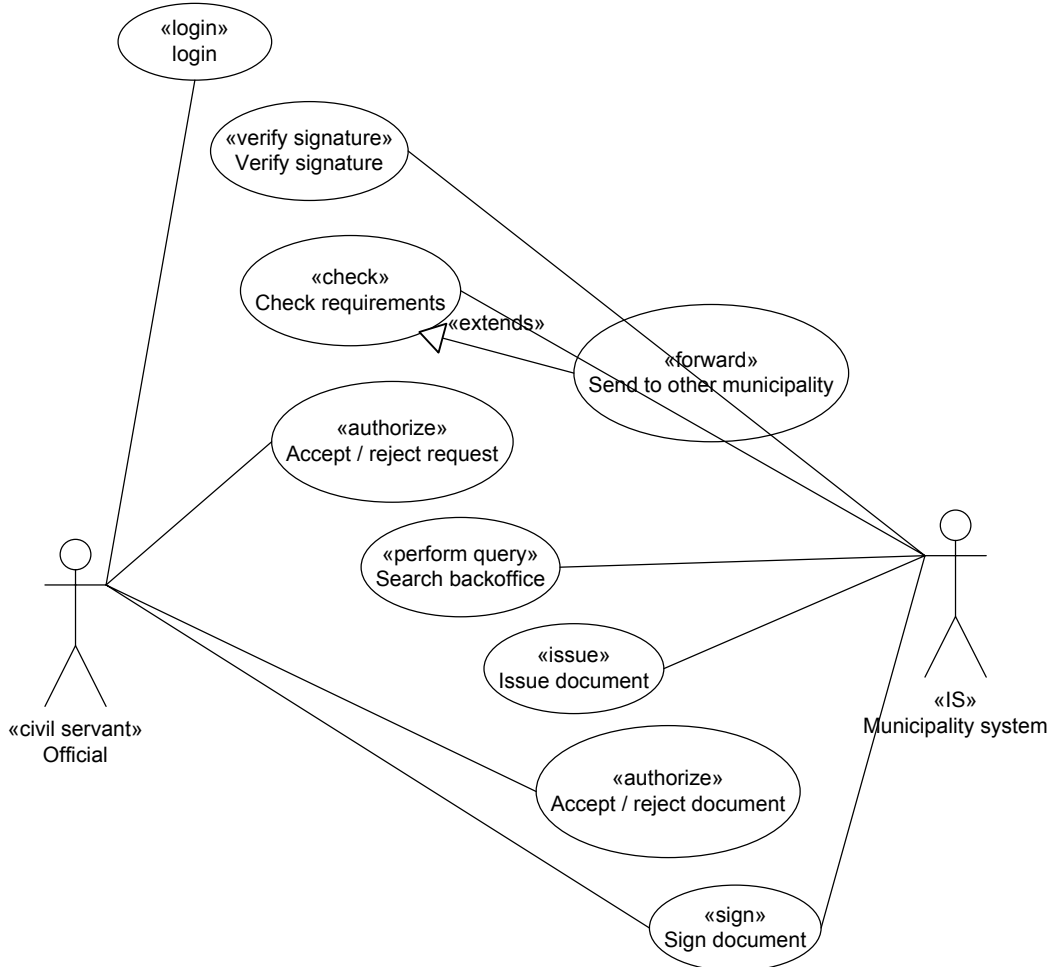 «login»
login
«verify signature»
Verify signature
«check»
Check requirements
«extends»
«forward»
Send to other municipality
«authorize»
Accept / reject request
«perform query»
Search backoffice
«issue»
Issue document
«IS»
Municipality system
«civil servant»
Official
«authorize»
Accept / reject document
«sign»
Sign document